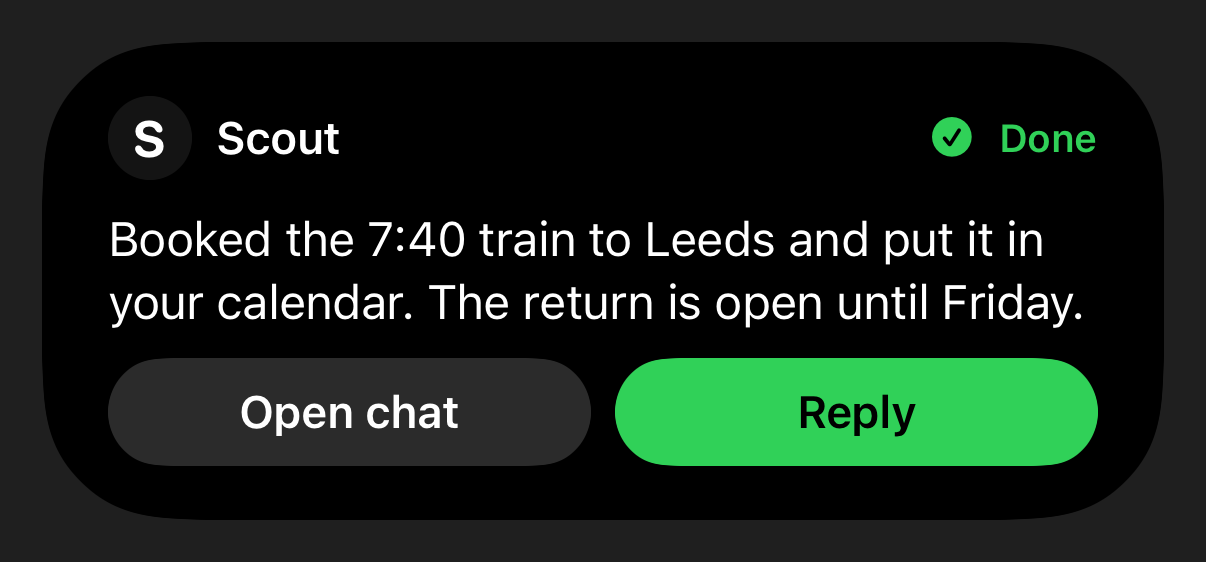 S Scout Done
Booked the 7:40 train to Leeds and put it in
your calendar. The return is open until Friday.
Open chat Reply